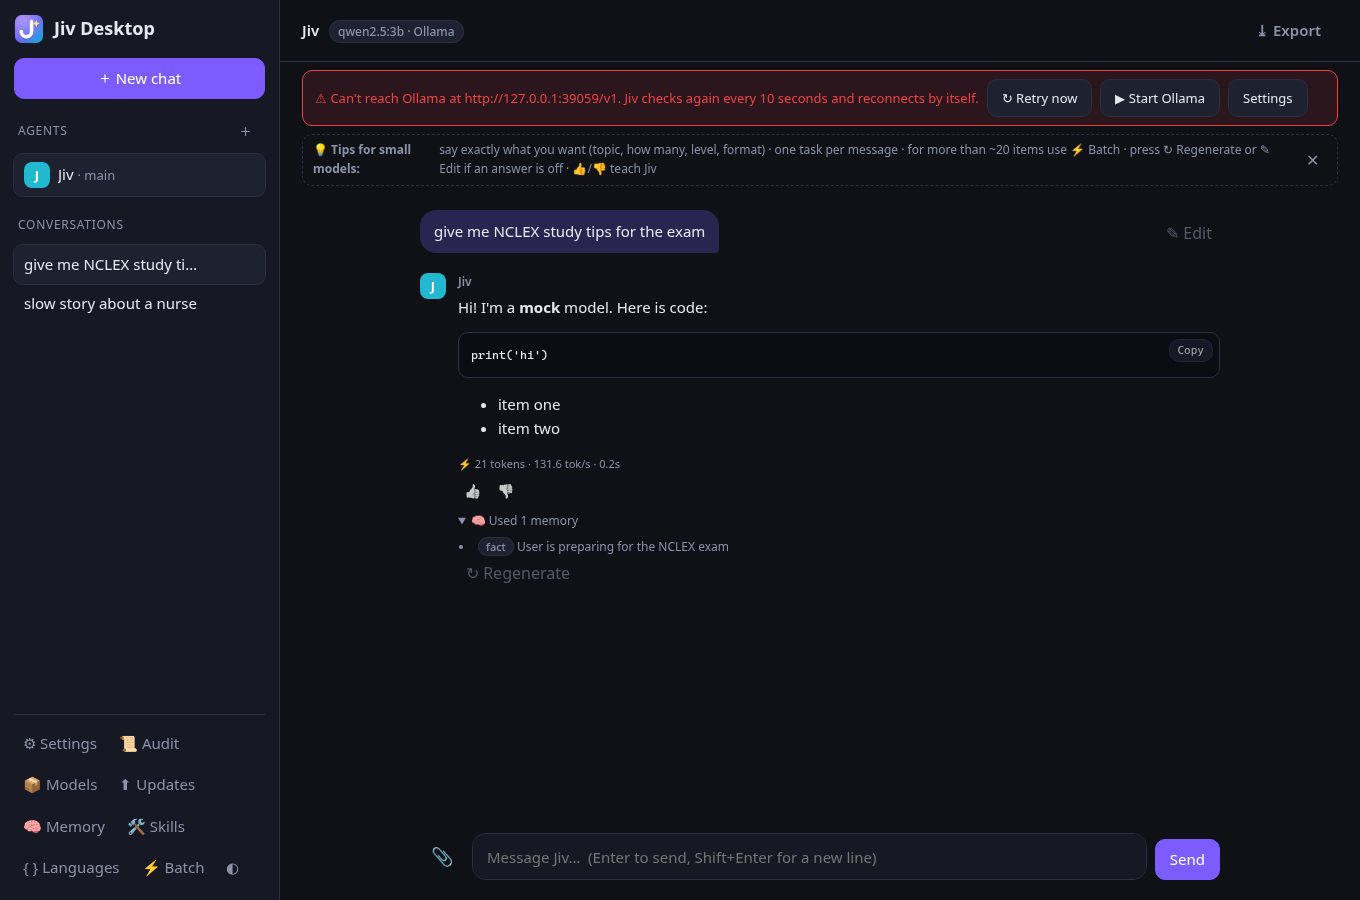 Jiv Desktop
+ New chat
AGENTS +
J Jiv · main
CONVERSATIONS
give me NCLEX study ti...
slow story about a nurse
⚙ Settings 📜 Audit
📦 Models ⬆ Updates
🧠 Memory 🛠️ Skills
{ } Languages ⚡ Batch ◐
Jiv qwen2.5:3b · Ollama ⤓ Export
⚠ Can't reach Ollama at http://127.0.0.1:39059/v1. Jiv checks again every 10 seconds and reconnects by itself. ↻ Retry now ▶ Start Ollama Settings
💡 Tips for small models:
say exactly what you want (topic, how many, level, format) · one task per message · for more than ~20 items use ⚡ Batch · press ↻ Regenerate or ✎
Edit if an answer is off · 👍/👎 teach Jiv ✕
give me NCLEX study tips for the exam ✎ Edit
J Jiv
Hi! I'm a mock model. Here is code:
print('hi') Copy
• item one
• item two
⚡ 21 tokens · 131.6 tok/s · 0.2s
👍 👎
▼ 🧠 Used 1 memory
• fact User is preparing for the NCLEX exam
↻ Regenerate
📎 Message Jiv… (Enter to send, Shift+Enter for a new line) Send